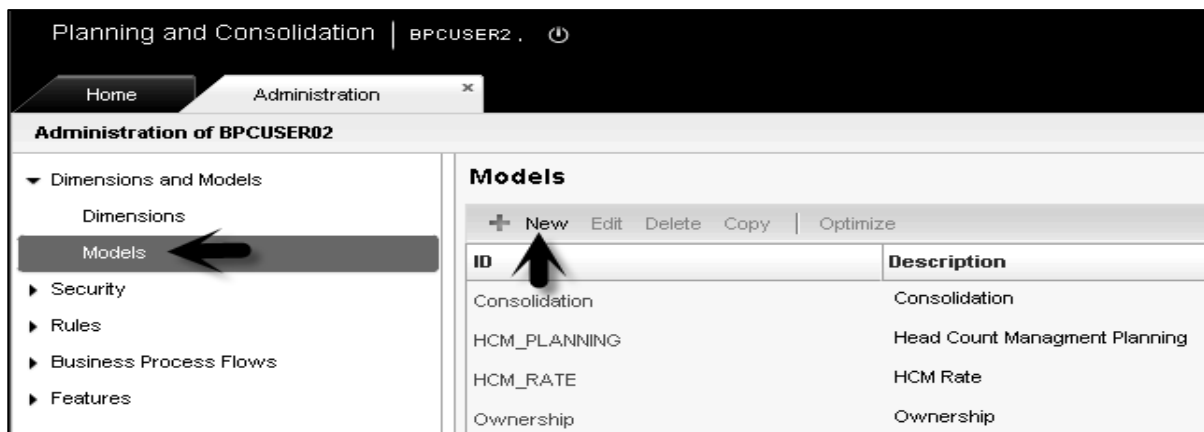 Planning and Consolidation | BPCUSER2 .
Home Administration ×
Administration of BPCUSER02
Dimensions and Models
Dimensions
Models
Security
Rules
Business Process Flows
Features
Models
+ New Edit Delete Copy | Optimize
ID Description
Consolidation Consolidation
HCM_PLANNING Head Count Managment Planning
HCM_RATE HCM Rate
Ownership Ownership